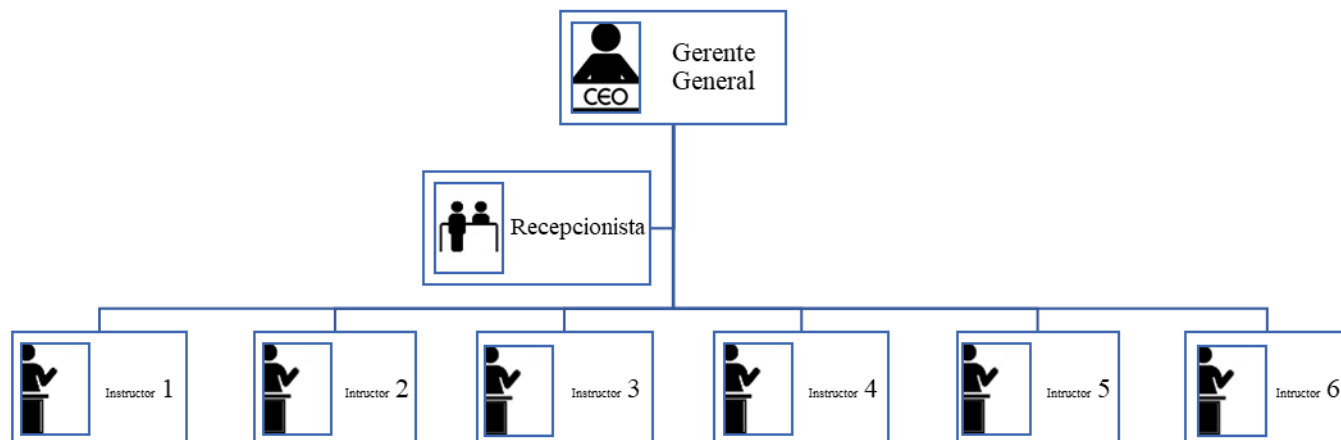 Gerente
General
CEO
Recepcionista
Instructor 1
Intructor 2
Instructor 3
Instructor 4
Intructor 5
Intructor 6